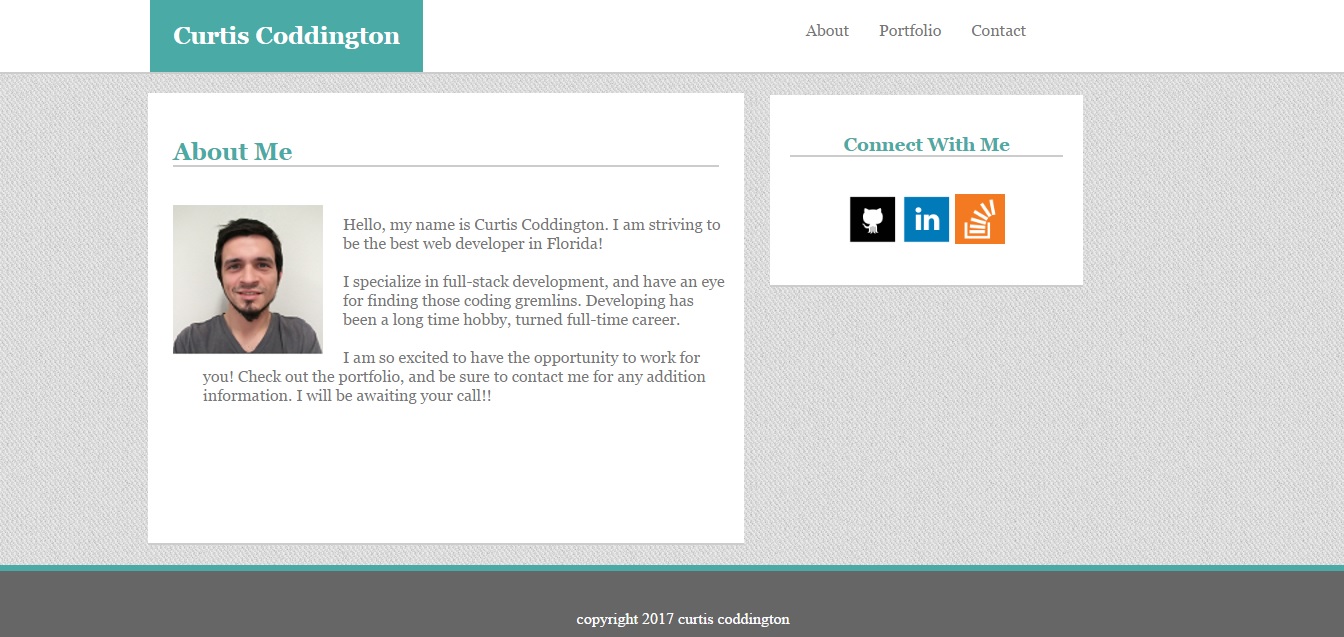 Curtis Coddington
About Portfolio Contact
About Me
Hello, my name is Curtis Coddington. I am striving to
be the best web developer in Florida!
I specialize in full-stack development, and have an eye
for finding those coding gremlins. Developing has
been a long time hobby, turned full-time career.
I am so excited to have the opportunity to work for
you! Check out the portfolio, and be sure to contact me for any addition
information. I will be awaiting your call!!
Connect With Me
in
copyright 2017 curtis coddington